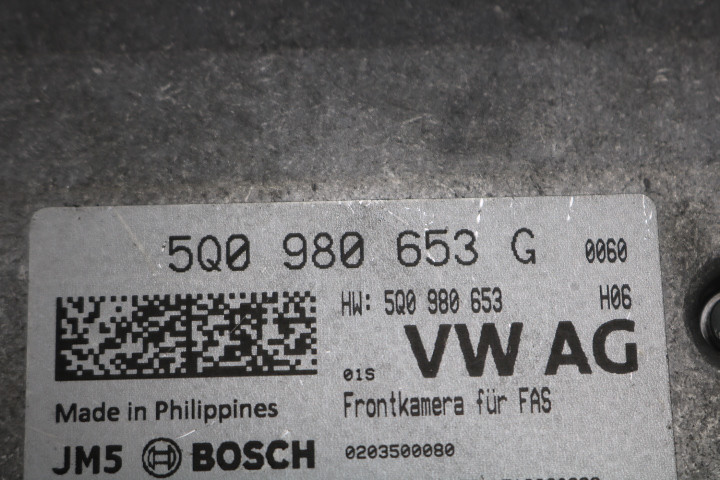 5Q0 980 653 G 0060
HW: 5Q0 980 653 H06
VW AG
01S
Made in Philippines Frontkamera für FAS
JM5 BOSCH 0203500080